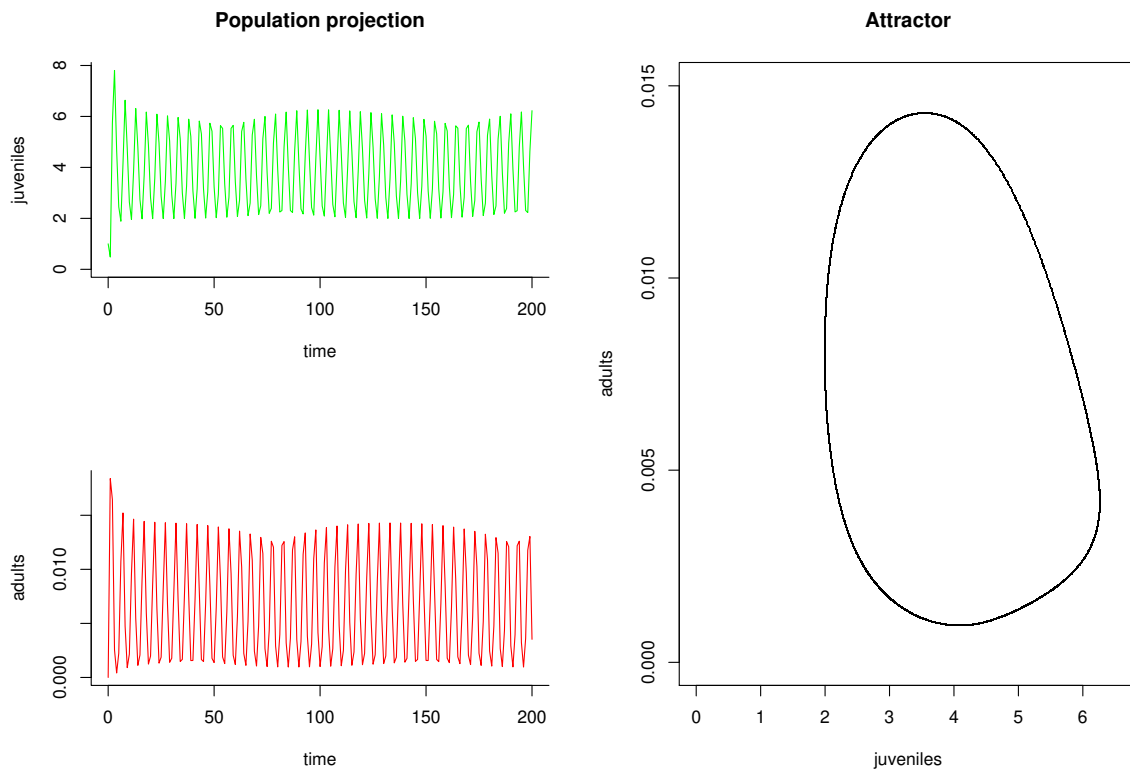 Population projection
juveniles
8
6
4
2
0
0 50 100 150 200
time
adults
0.010
0.000
0 50 100 150 200
time
Attractor
adults
0.015
0.010
0.005
0.000
0 1 2 3 4 5 6
juveniles